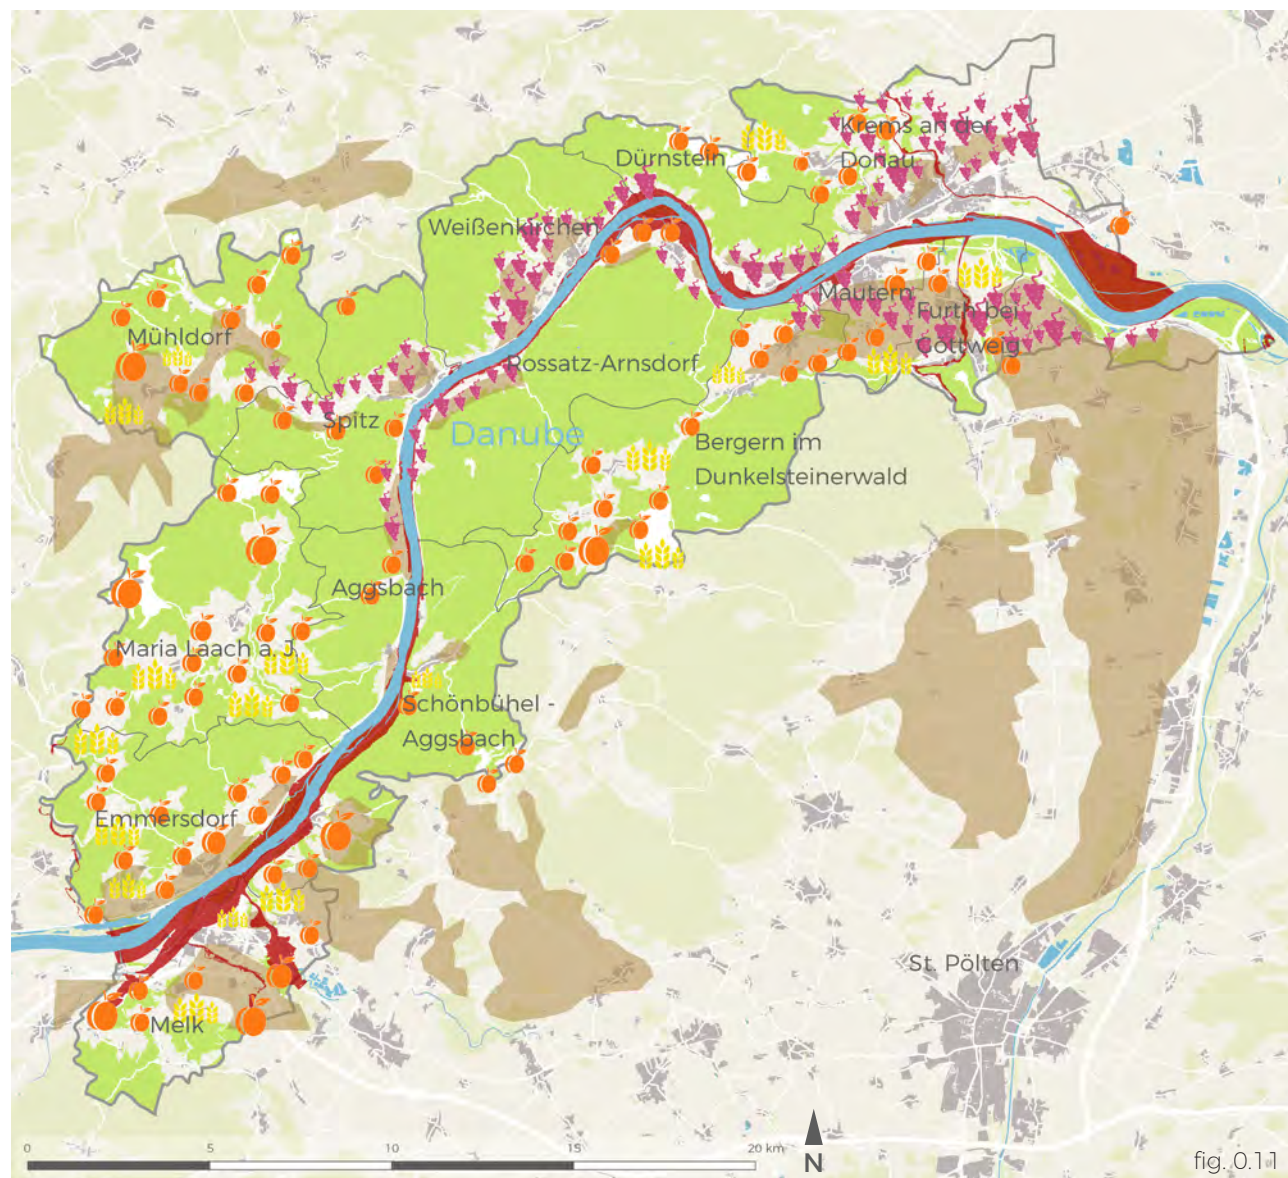 Krems an der
Donau
Dürnstein
Weißenkirchen
Mautern
Furth bei
Göttweig
Mühldorf
Rossatz-Arnsdorf
Spitz
Danube
Bergern im
Dunkelsteinerwald
Aggsbach
Maria Laach a. J.
Schönbühel -
Aggsbach
Emmersdorf
St. Pölten
Melk
0 5 10 15 20 km
N
fig. 0.11